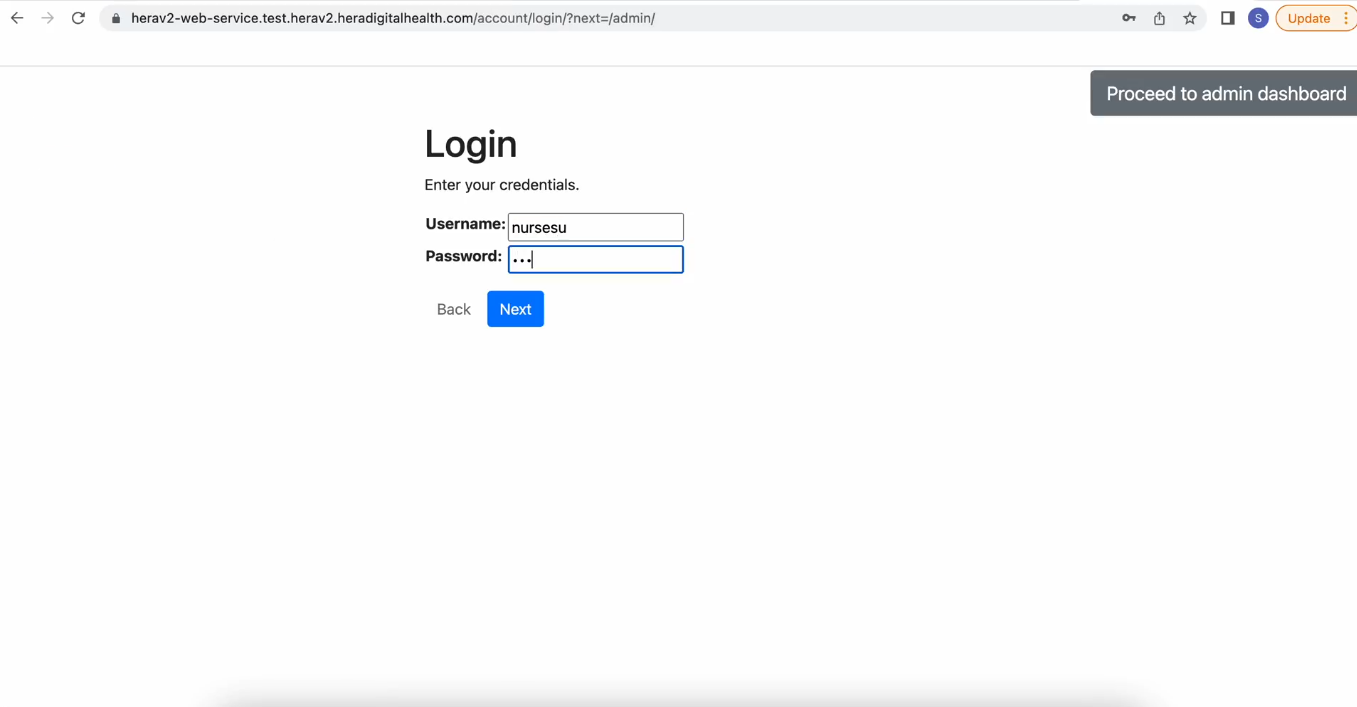 herav2-web-service.test.herav2.heradigitalhealth.com/account/login/?next=/admin/
S
Update
Proceed to admin dashboard
Login
Enter your credentials.
Username: nursesu
Password: •••
Back Next